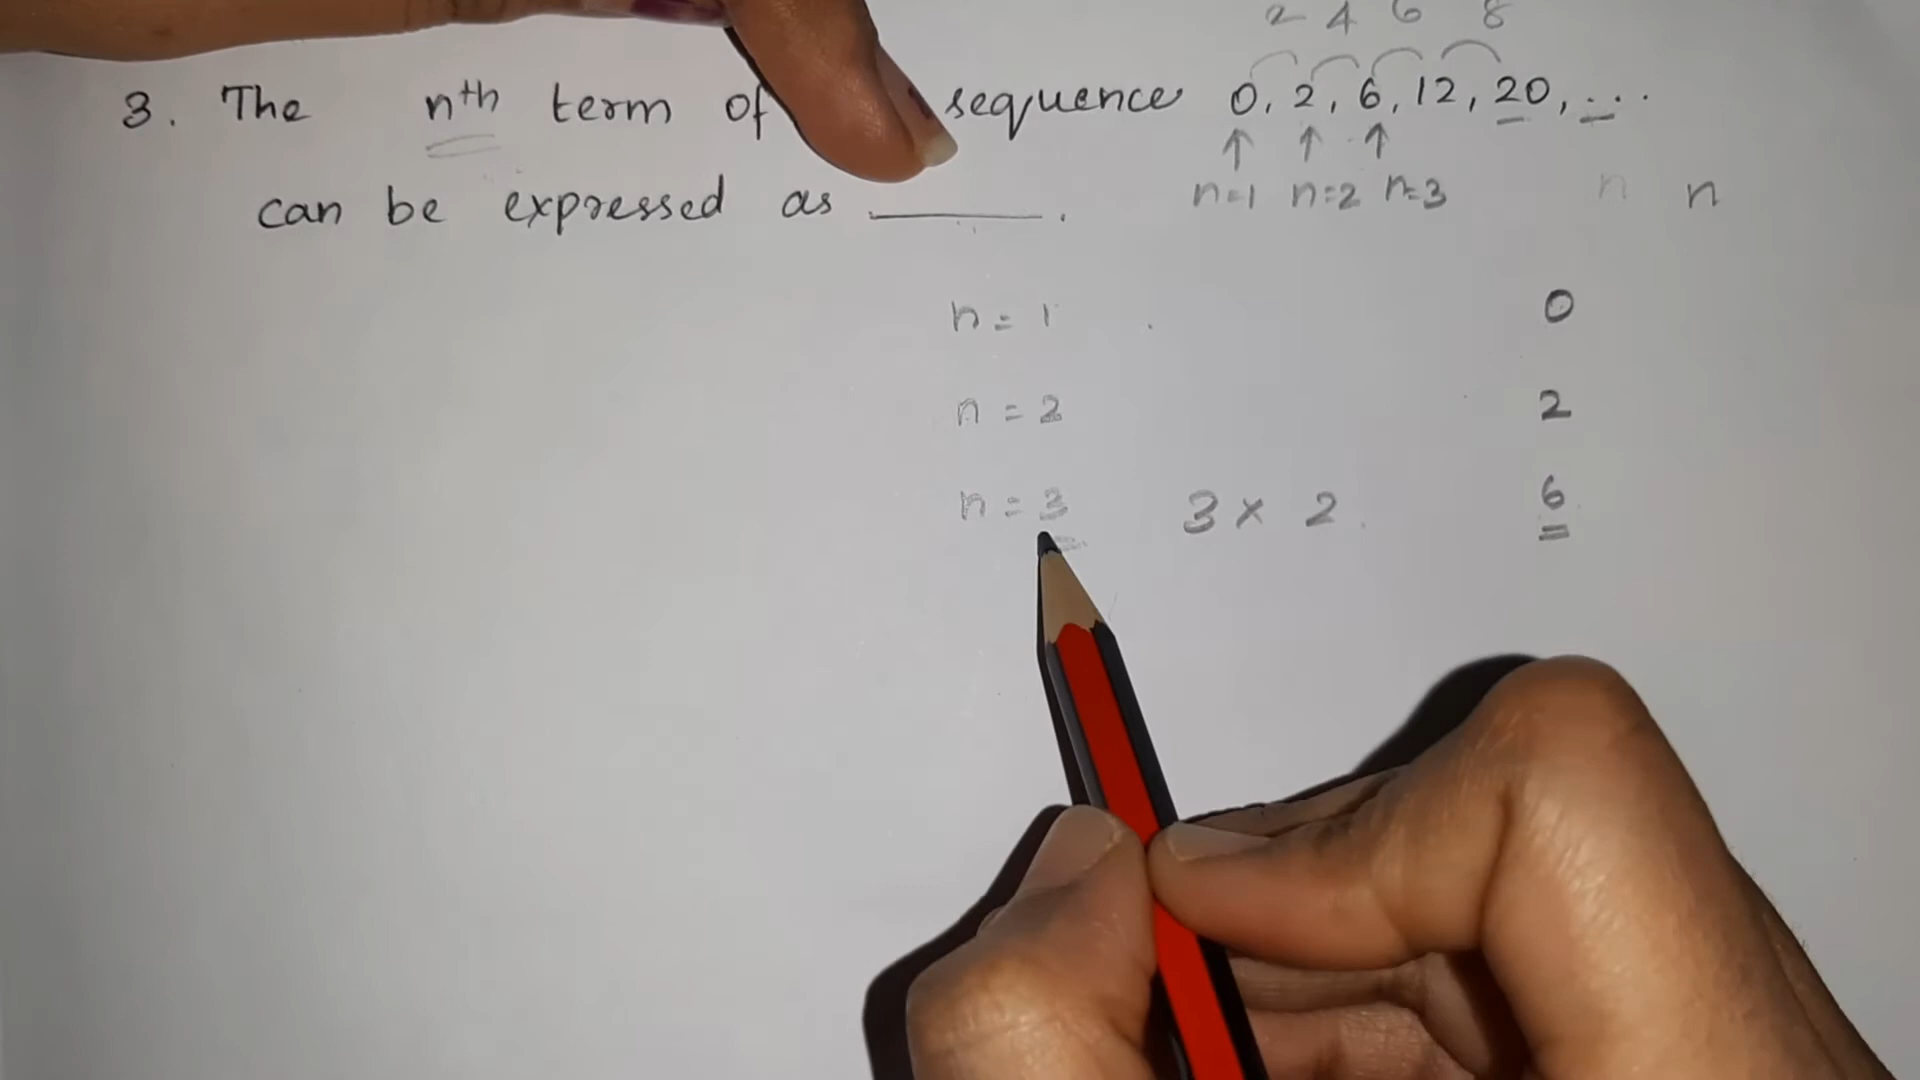 2 4 6 8
3. The nth term of sequence 0, 2, 6, 12, 20, ...
n=1 n=2 n=3 n n
can be expressed as ______.
n = 1 0
n = 2 2
n = 3 3 × 2 6